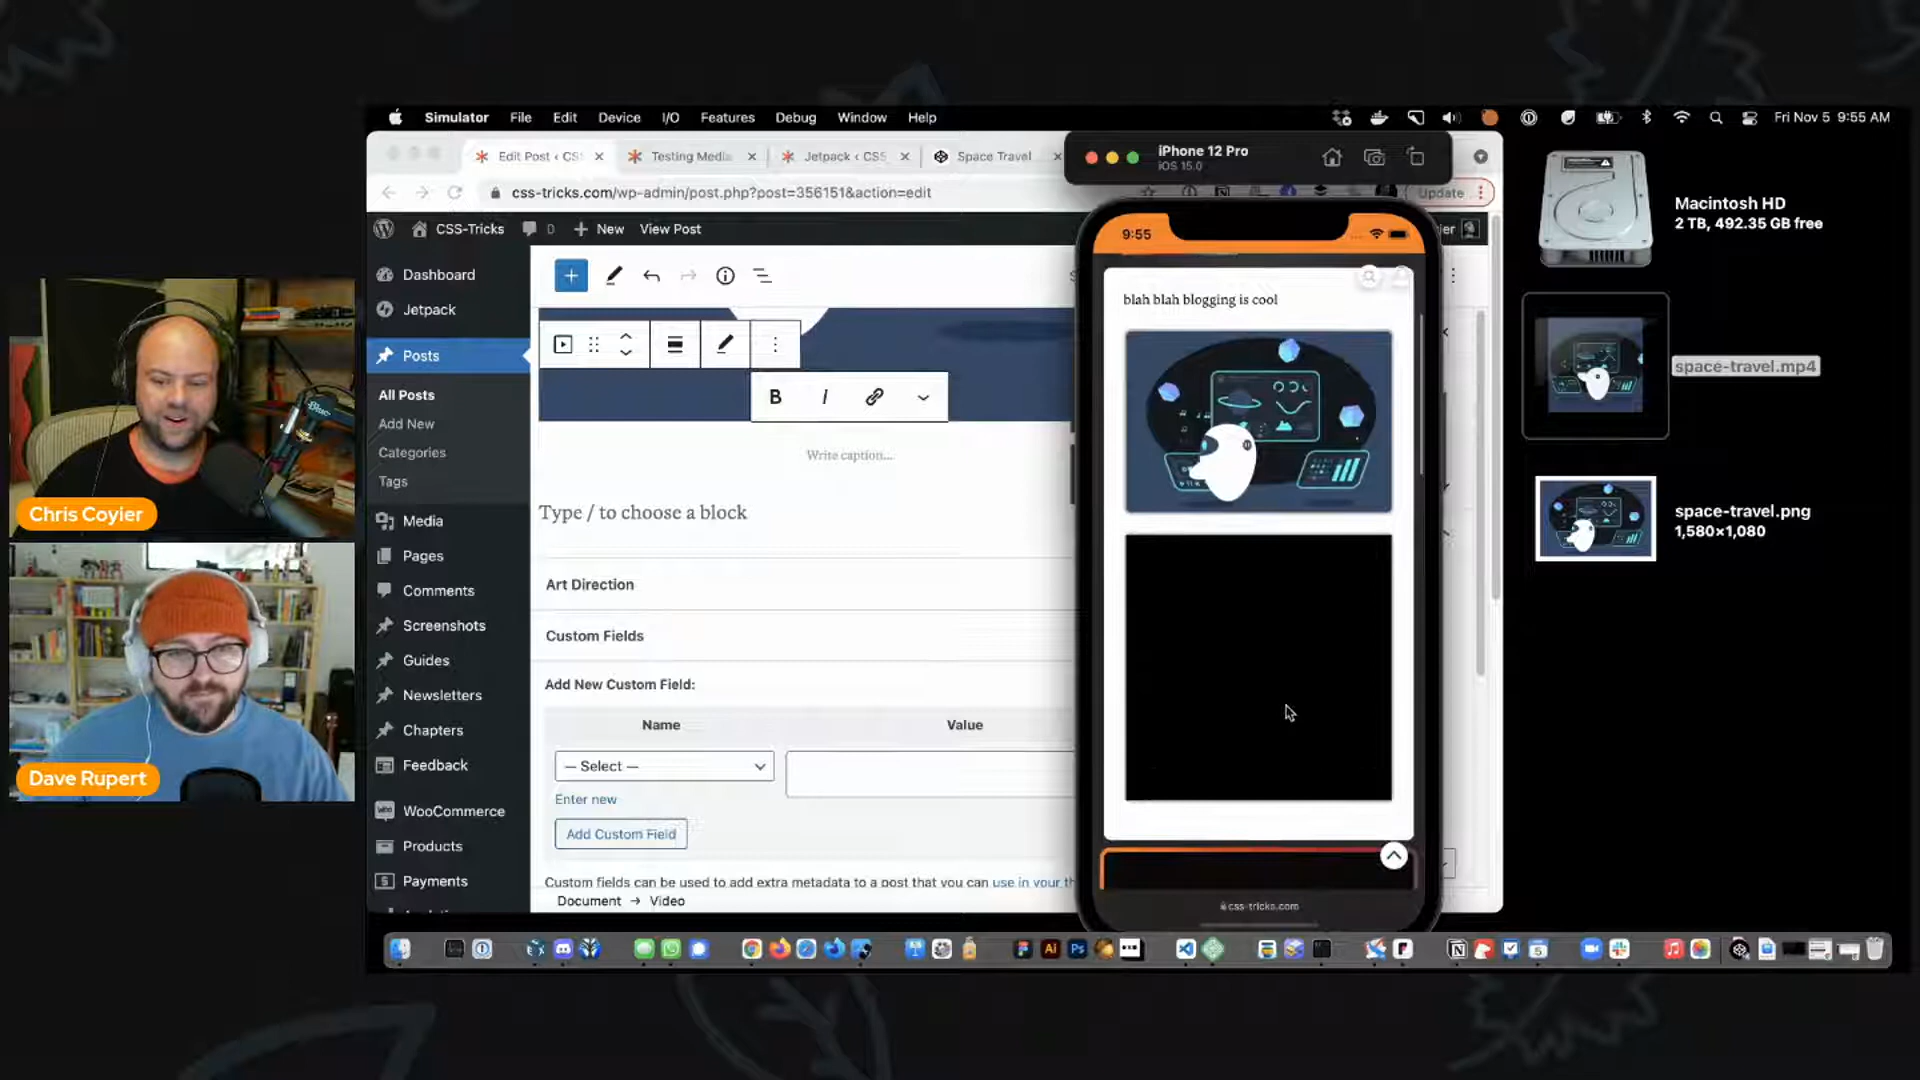 Simulator File Edit Device I/O Features Debug Window Help
Fri Nov 5 9:55 AM
Edit Post ‹ CS
Testing Media
Jetpack ‹ CSS
Space Travel
css-tricks.com/wp-admin/post.php?post=356151&action=edit
Update
CSS-Tricks
0
New
View Post
Dashboard
Jetpack
Posts
All Posts
Add New
Categories
Tags
Media
Pages
Comments
Screenshots
Guides
Newsletters
Chapters
Feedback
WooCommerce
Products
Payments
B I
Write caption...
Type / to choose a block
Art Direction
Custom Fields
Add New Custom Field:
Name
Value
— Select —
Enter new
Add Custom Field
Custom fields can be used to add extra metadata to a post that you can use in your th
Document → Video
iPhone 12 Pro
iOS 15.0
9:55
blah blah blogging is cool
css-tricks.com
Macintosh HD
2 TB, 492.35 GB free
space-travel.mp4
space-travel.png
1,580×1,080
Chris Coyier
Dave Rupert